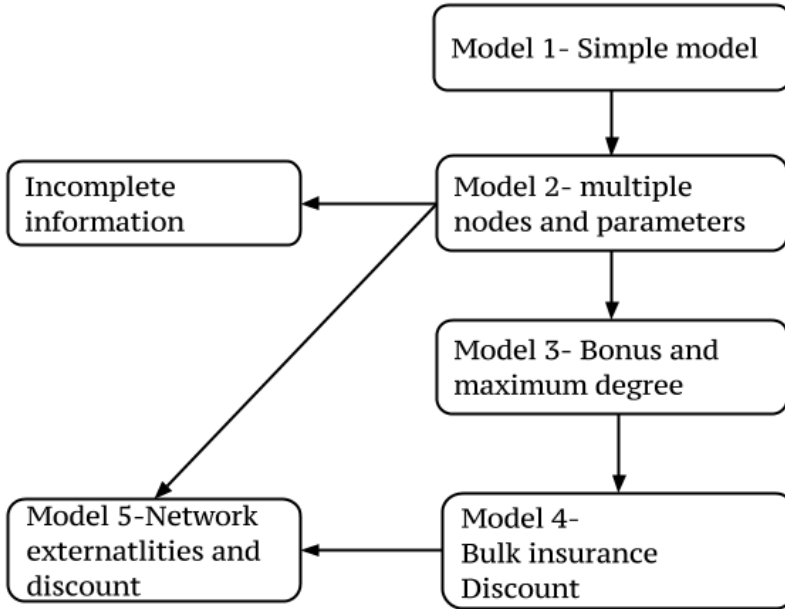 Model 1- Simple model
Incomplete
information
Model 2- multiple
nodes and parameters
Model 3- Bonus and
maximum degree
Model 5-Network
externatlities and
discount
Model 4-
Bulk insurance
Discount